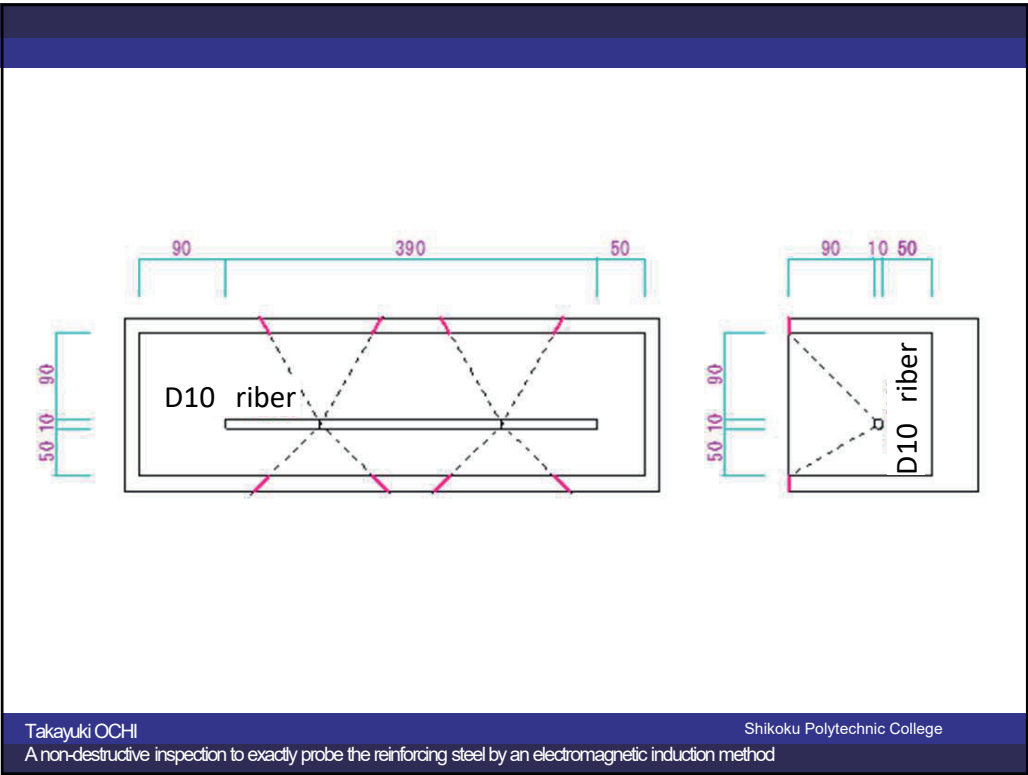 90 390 50
90 10 50
90
10
50
D10 riber
90
10
50
D10 riber
Takayuki OCHI
Shikoku Polytechnic College
A non-destructive inspection to exactly probe the reinforcing steel by an electromagnetic induction method